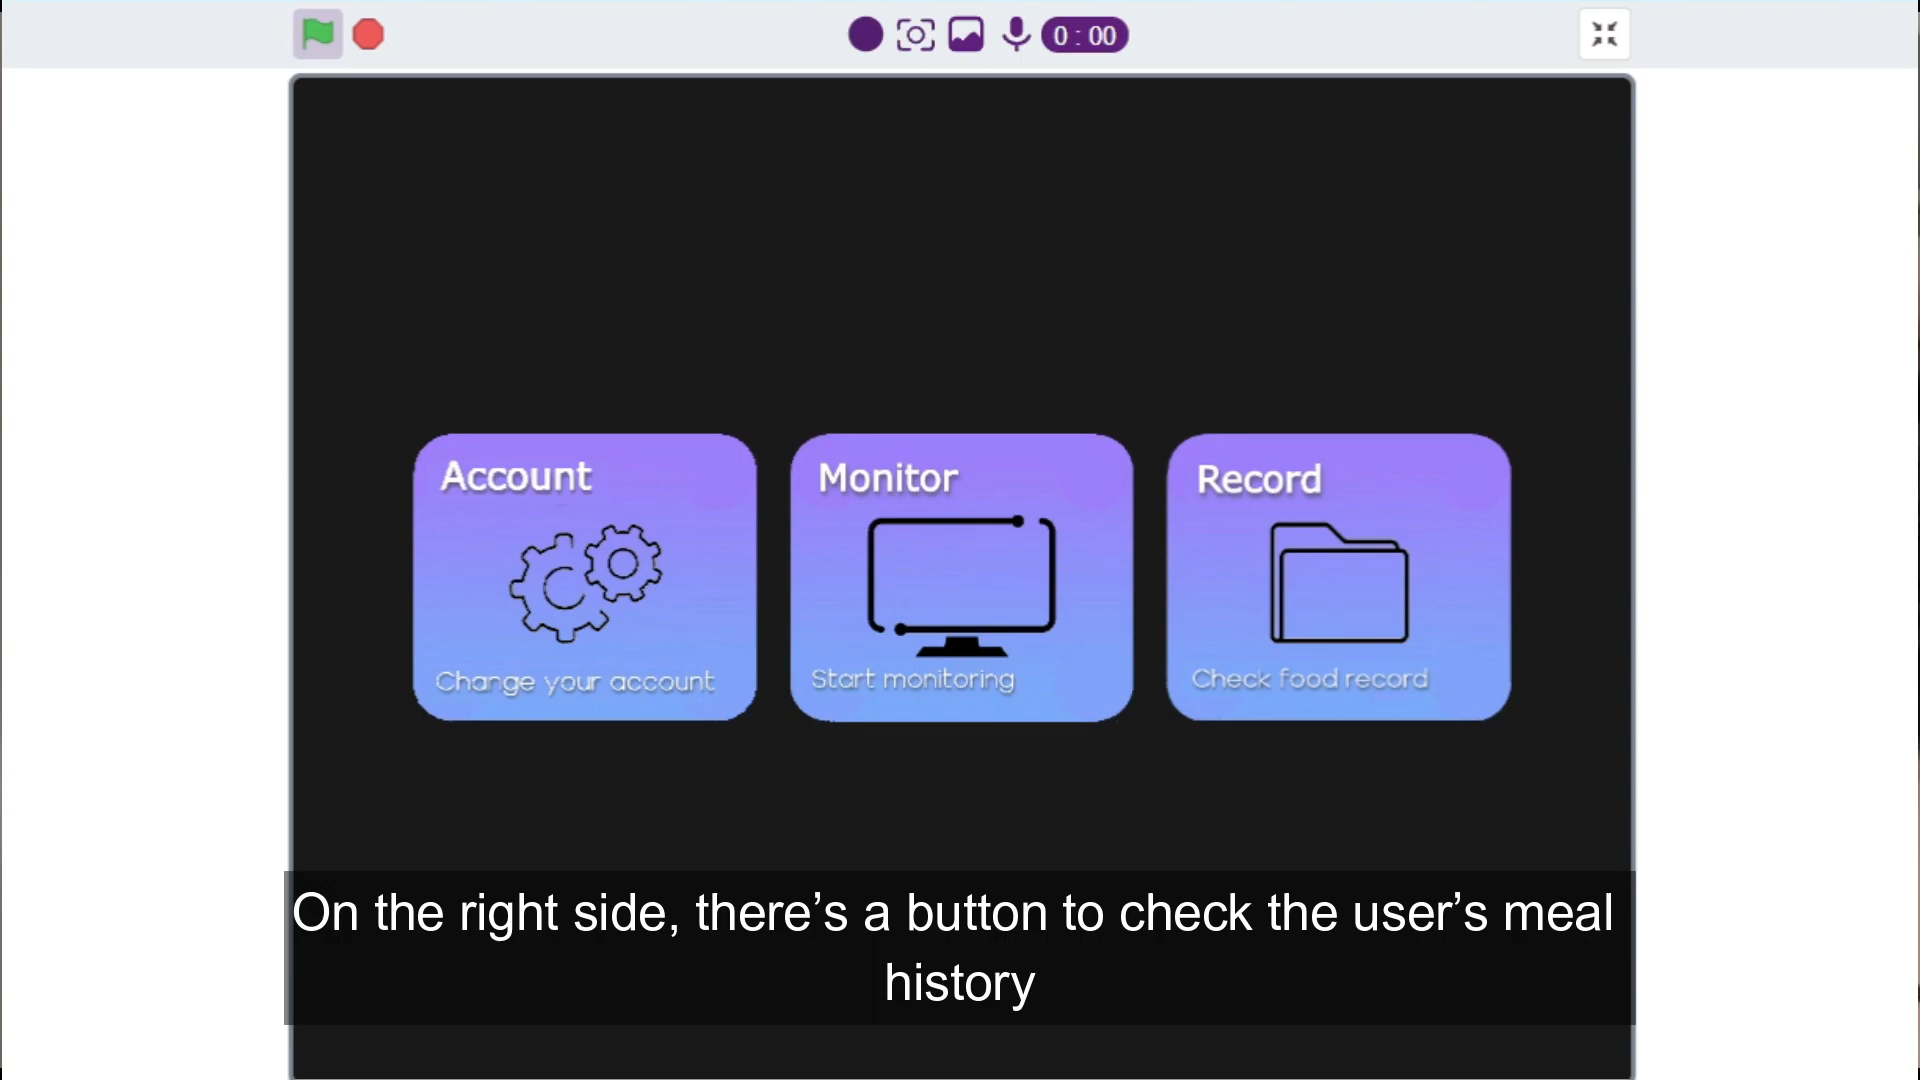 0 : 00
Account
Monitor
Record
Change your account
Start monitoring
Check food record
On the right side, there’s a button to check the user’s meal
history